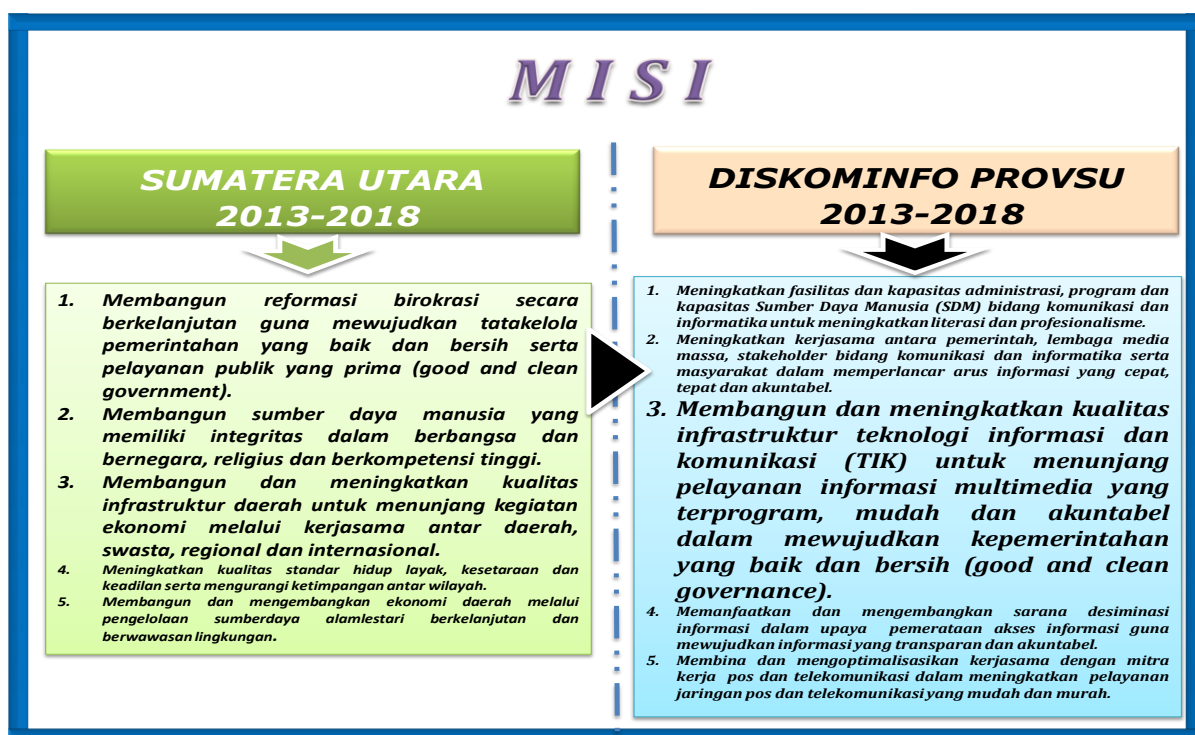 MISI
SUMATERA UTARA
2013-2018
1. Membangun reformasi birokrasi secara
berkelanjutan guna mewujudkan tatakelola
pemerintahan yang baik dan bersih serta
pelayanan publik yang prima (good and clean
government).
2. Membangun sumber daya manusia yang
memiliki integritas dalam berbangsa dan
bernegara, religius dan berkompetensi tinggi.
3. Membangun dan meningkatkan kualitas
infrastruktur daerah untuk menunjang kegiatan
ekonomi melalui kerjasama antar daerah,
swasta, regional dan internasional.
4. Meningkatkan kualitas standar hidup layak, kesetaraan dan
keadilan serta mengurangi ketimpangan antar wilayah.
5. Membangun dan mengembangkan ekonomi daerah melalui
pengelolaan sumberdaya alamlestari berkelanjutan dan
berwawasan lingkungan.
DISKOMINFO PROVSU
2013-2018
1. Meningkatkan fasilitas dan kapasitas administrasi, program dan
kapasitas Sumber Daya Manusia (SDM) bidang komunikasi dan
informatika untuk meningkatkan literasi dan profesionalisme.
2. Meningkatkan kerjasama antara pemerintah, lembaga media
massa, stakeholder bidang komunikasi dan informatika serta
masyarakat dalam memperlancar arus informasi yang cepat,
tepat dan akuntabel.
3. Membangun dan meningkatkan kualitas
infrastruktur teknologi informasi dan
komunikasi (TIK) untuk menunjang
pelayanan informasi multimedia yang
terprogram, mudah dan akuntabel
dalam mewujudkan kepemerintahan
yang baik dan bersih (good and clean
governance).
4. Memanfaatkan dan mengembangkan sarana desiminasi
informasi dalam upaya pemerataan akses informasi guna
mewujudkan informasi yang transparan dan akuntabel.
5. Membina dan mengoptimalisasikan kerjasama dengan mitra
kerja pos dan telekomunikasi dalam meningkatkan pelayanan
jaringan pos dan telekomunikasi yang mudah dan murah.